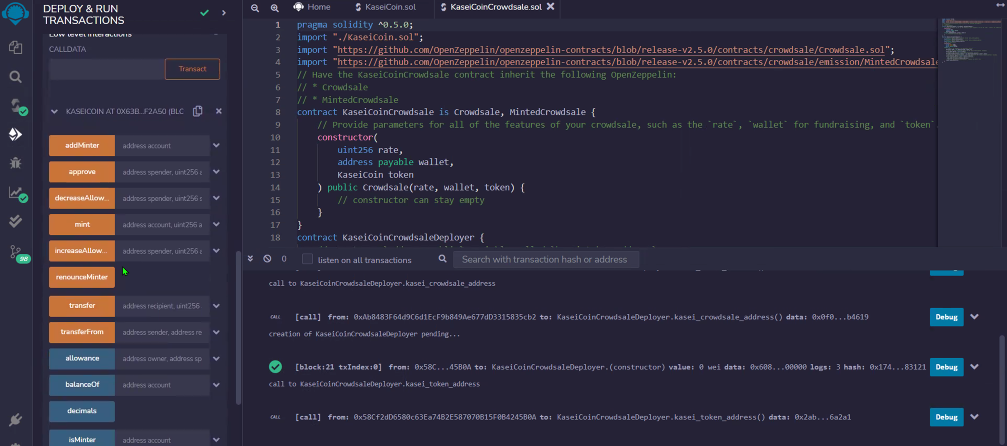 DEPLOY & RUN
TRANSACTIONS
Low level interactions
CALLDATA
Transact
KASEICOIN AT 0X63B...F2A50 (BLC
addMinter
address account
approve
address spender, uint256 a
decreaseAllow...
address spender, uint256 s
mint
address account, uint256 a
increaseAllow...
address spender, uint256 a
renounceMinter
transfer
address recipient, uint256
transferFrom
address sender, address re
allowance
address owner, address sp
balanceOf
address account
decimals
isMinter
address account
98
Home
KaseiCoin.sol
KaseiCoinCrowdsale.sol
1 pragma solidity ^0.5.0;
2 import "./KaseiCoin.sol";
3 import "https://github.com/OpenZeppelin/openzeppelin-contracts/blob/release-v2.5.0/contracts/crowdsale/Crowdsale.sol";
4 import "https://github.com/OpenZeppelin/openzeppelin-contracts/blob/release-v2.5.0/contracts/crowdsale/emission/MintedCrowdsale
5 // Have the KaseiCoinCrowdsale contract inherit the following OpenZeppelin:
6 // * Crowdsale
7 // * MintedCrowdsale
8 contract KaseiCoinCrowdsale is Crowdsale, MintedCrowdsale {
9 // Provide parameters for all of the features of your crowdsale, such as the `rate`, `wallet` for fundraising, and `token`.
10 constructor(
11 uint256 rate,
12 address payable wallet,
13 KaseiCoin token
14 ) public Crowdsale(rate, wallet, token) {
15 // constructor can stay empty
16 }
17 }
18 contract KaseiCoinCrowdsaleDeployer {
0
listen on all transactions
Search with transaction hash or address
call to KaseiCoinCrowdsaleDeployer.kasei_crowdsale_address
CALL [call] from: 0xAb8483F64d9C6d1EcF9b849Ae677dD3315835cb2 to: KaseiCoinCrowdsaleDeployer.kasei_crowdsale_address() data: 0x0f0...b4619
Debug
creation of KaseiCoinCrowdsaleDeployer pending...
[block:21 txIndex:0] from: 0x58C...45B0A to: KaseiCoinCrowdsaleDeployer.(constructor) value: 0 wei data: 0x608...00000 logs: 3 hash: 0x174...83121
Debug
call to KaseiCoinCrowdsaleDeployer.kasei_token_address
CALL [call] from: 0x58Cf2dD6580c63Ea74B2E587070B15F0B4245B0A to: KaseiCoinCrowdsaleDeployer.kasei_token_address() data: 0x2ab...6a2a1
Debug